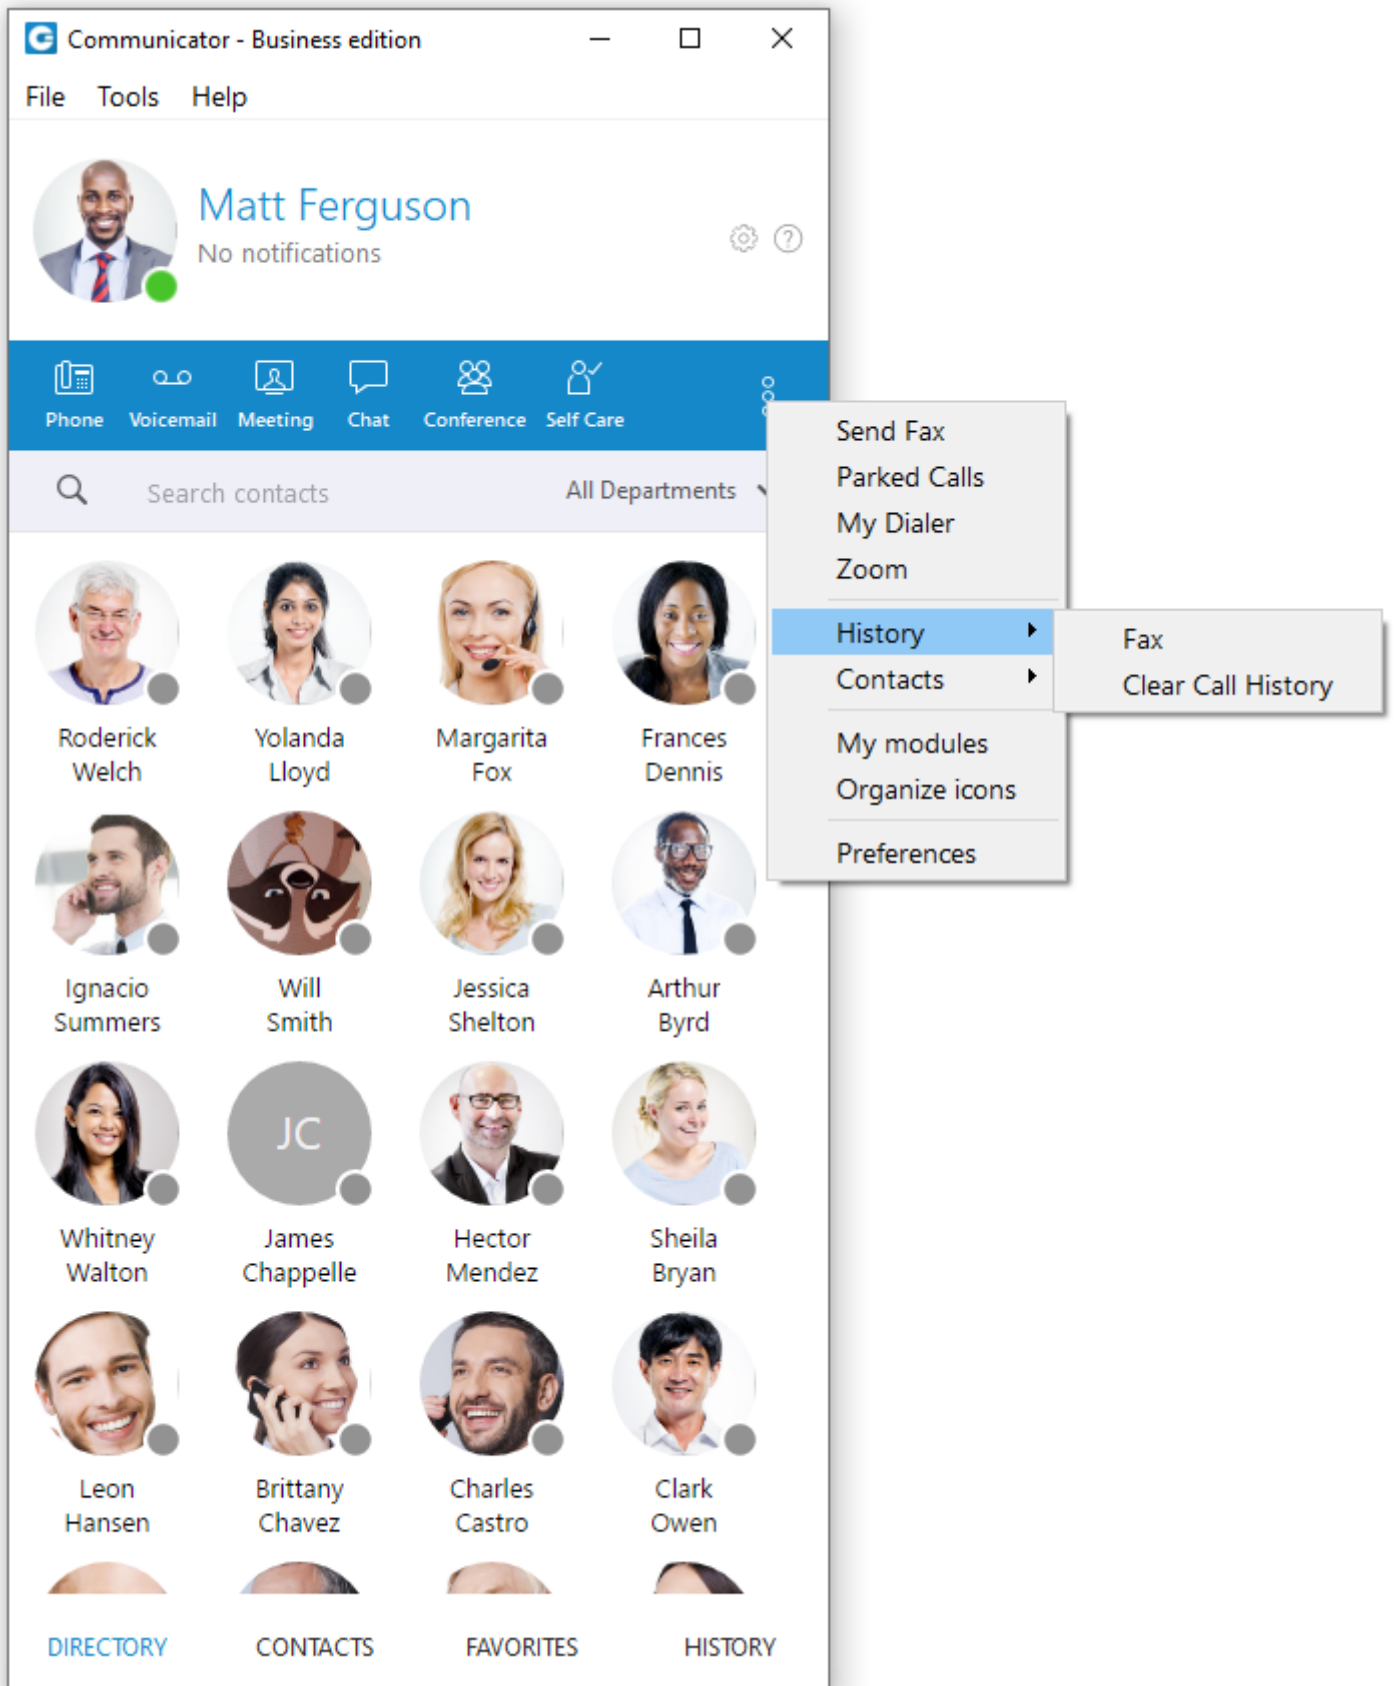 Communicator - Business edition
File Tools Help
Matt Ferguson
No notifications
Phone Voicemail Meeting Chat Conference Self Care
Search contacts All Departments
Send Fax
Parked Calls
My Dialer
Zoom
History
Contacts
My modules
Organize icons
Preferences
Fax
Clear Call History
Roderick Yolanda Margarita Frances
Welch Lloyd Fox Dennis
Ignacio Will Jessica Arthur
Summers Smith Shelton Byrd
JC
Whitney James Hector Sheila
Walton Chappelle Mendez Bryan
Leon Brittany Charles Clark
Hansen Chavez Castro Owen
DIRECTORY CONTACTS FAVORITES HISTORY